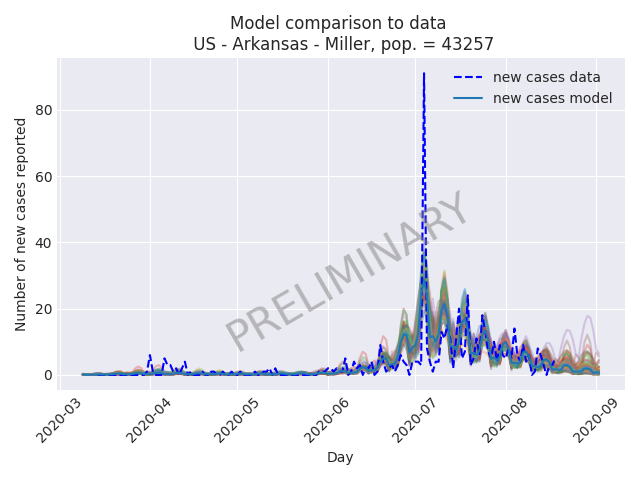 Model comparison to data
US - Arkansas - Miller, pop. = 43257
new cases data
new cases model
Number of new cases reported
80
60
40
20
0
PRELIMINARY
2020-03
2020-04
2020-05
2020-06
2020-07
2020-08
2020-09
Day